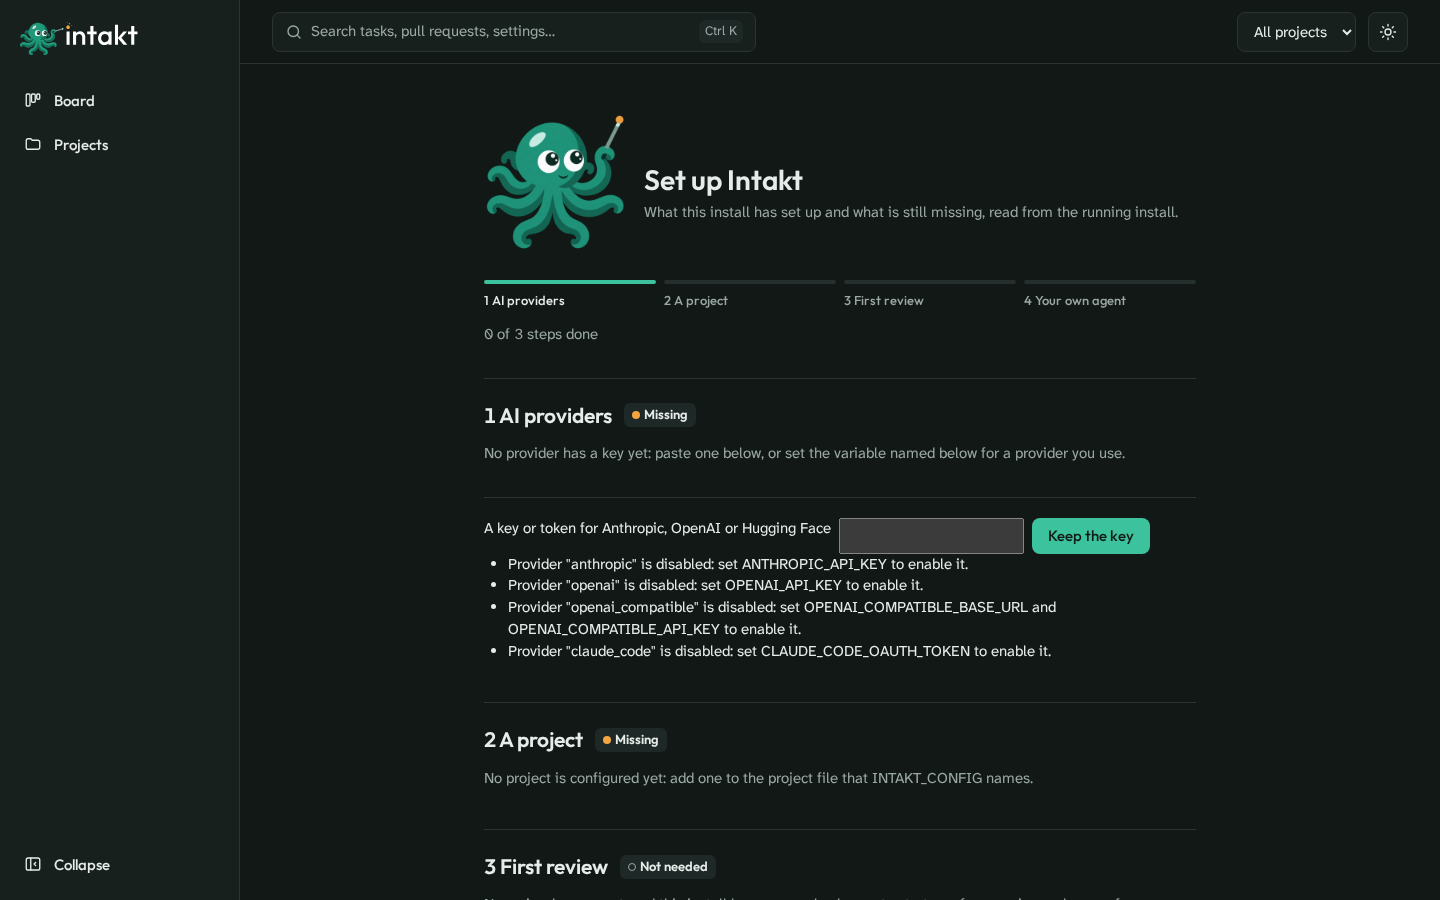 intakt
Search tasks, pull requests, settings...
Ctrl K
All projects
Board
Projects
Set up Intakt
What this install has set up and what is still missing, read from the running install.
1 AI providers
2 A project
3 First review
4 Your own agent
0 of 3 steps done
1 AI providers
Missing
No provider has a key yet: paste one below, or set the variable named below for a provider you use.
A key or token for Anthropic, OpenAI or Hugging Face
Keep the key
Provider "anthropic" is disabled: set ANTHROPIC_API_KEY to enable it.
Provider "openai" is disabled: set OPENAI_API_KEY to enable it.
Provider "openai_compatible" is disabled: set OPENAI_COMPATIBLE_BASE_URL and
OPENAI_COMPATIBLE_API_KEY to enable it.
Provider "claude_code" is disabled: set CLAUDE_CODE_OAUTH_TOKEN to enable it.
2 A project
Missing
No project is configured yet: add one to the project file that INTAKT_CONFIG names.
3 First review
Not needed
Collapse